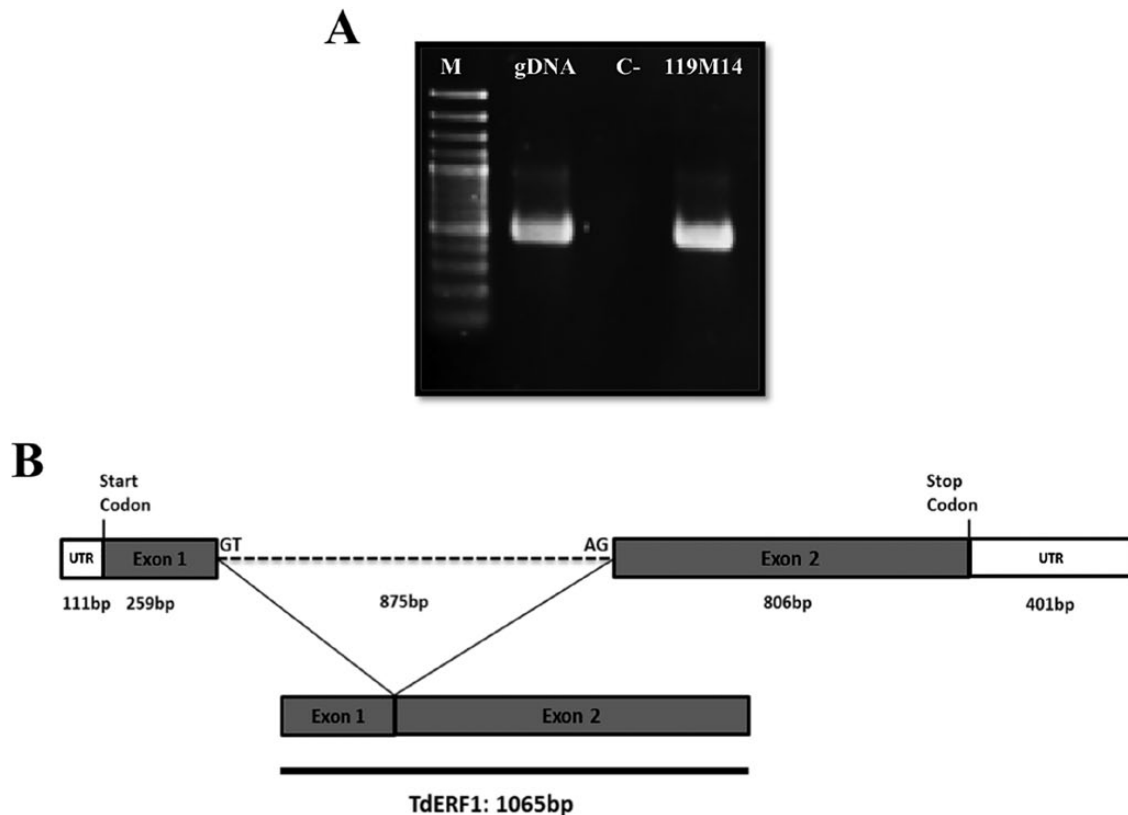 A
M gDNA C- 119M14
B
Start
Codon
Stop
Codon
GT
AG
UTR
Exon 1
Exon 2
UTR
111bp 259bp 875bp 806bp 401bp
Exon 1 Exon 2
TdERF1: 1065bp